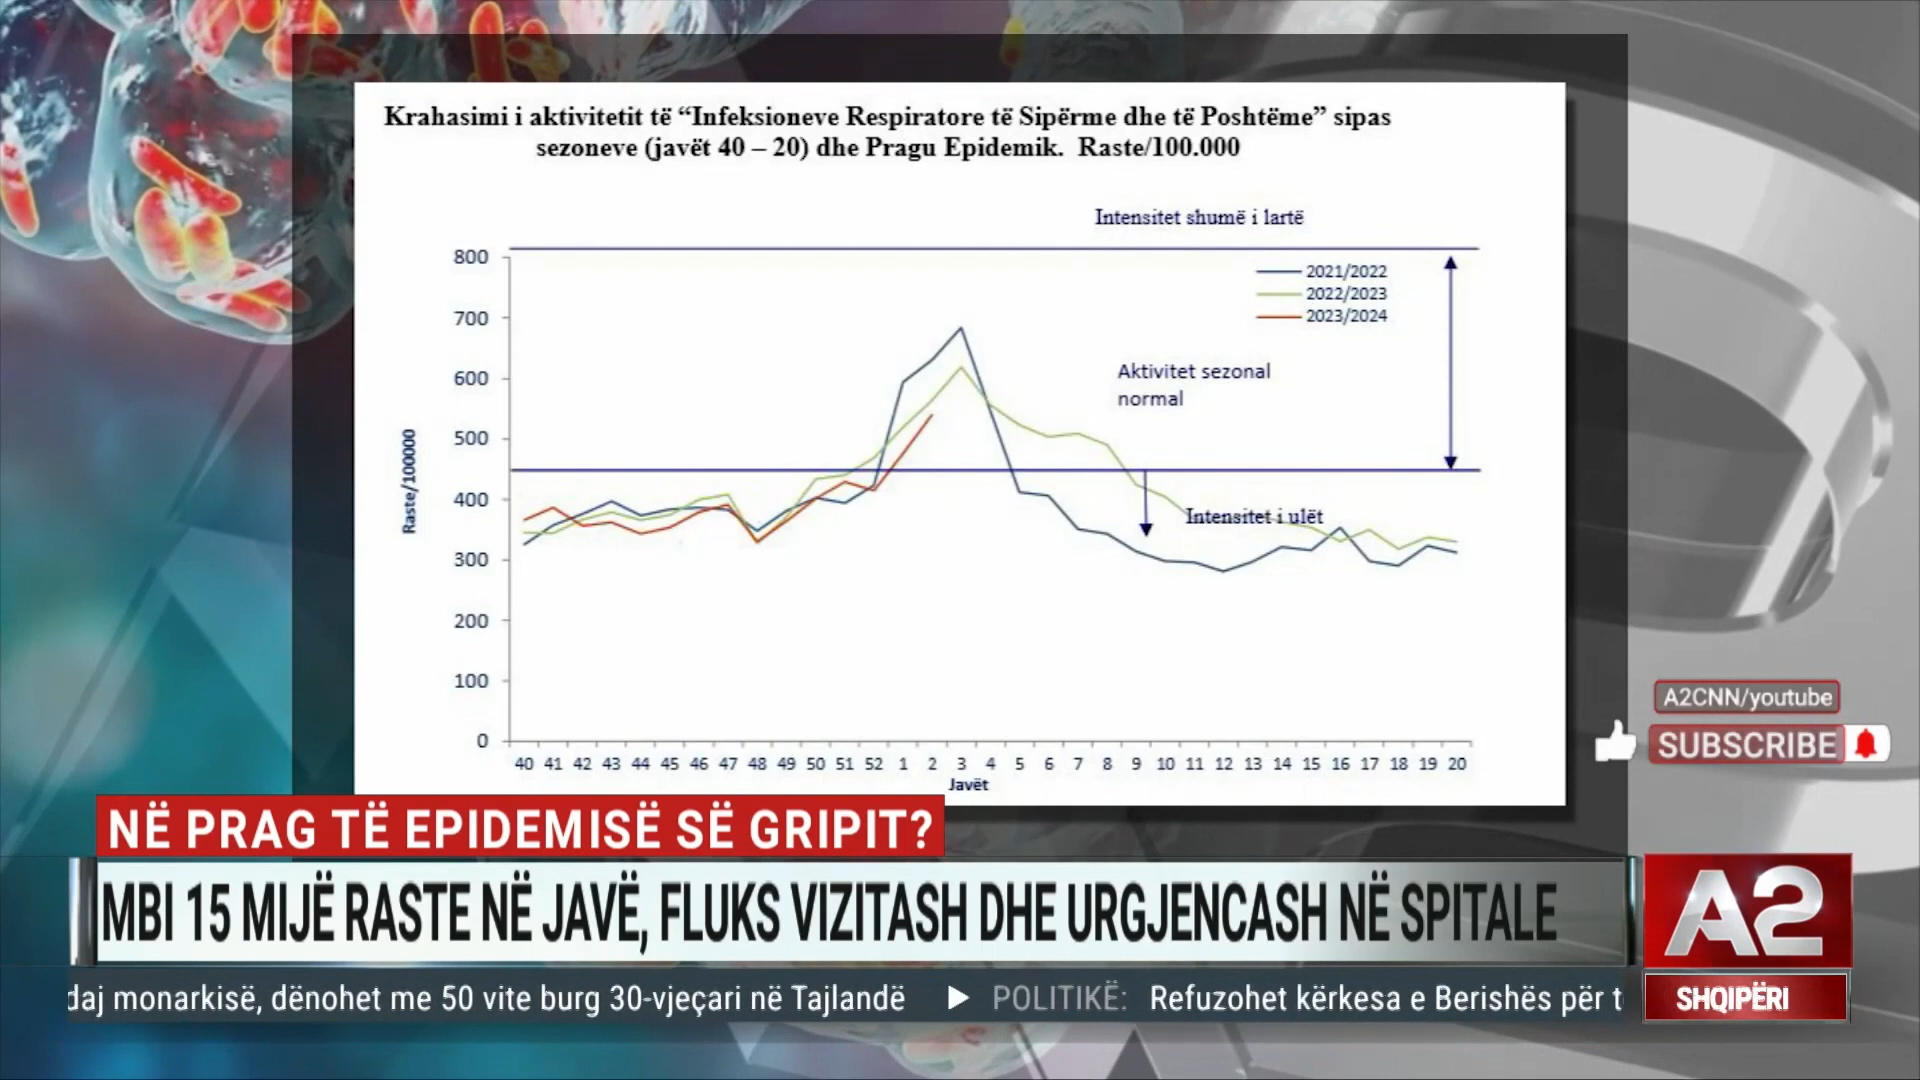 Krahasimi i aktivitetit të “Infeksioneve Respiratore të Sipërme dhe të Poshtëme” sipas
sezoneve (javët 40 – 20) dhe Pragu Epidemik. Raste/100.000
Intensitet shumë i lartë
800
700
600
500
400
300
200
100
0
Raste/100000
2021/2022
2022/2023
2023/2024
Aktivitet sezonal
normal
Intensitet i ulët
40 41 42 43 44 45 46 47 48 49 50 51 52 1 2 3 4 5 6 7 8 9 10 11 12 13 14 15 16 17 18 19 20
Javët
A2CNN/youtube
SUBSCRIBE
NË PRAG TË EPIDEMISË SË GRIPIT?
MBI 15 MIJË RASTE NË JAVË, FLUKS VIZITASH DHE URGJENCASH NË SPITALE
A2
SHQIPËRI
daj monarkisë, dënohet me 50 vite burg 30-vjeçari në Tajlandë ▶ POLITIKË: Refuzohet kërkesa e Berishës për t